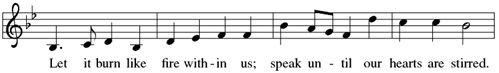 Let it burn like fire with-in us; speak un-til our hearts are stirred.